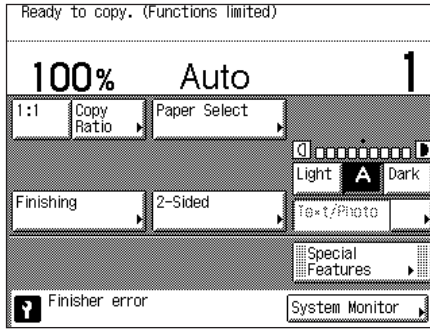 Ready to copy. (Functions limited)
100% Auto 1
1:1 Copy Ratio Paper Select
Light A Dark
Finishing 2-Sided Text/Photo
Special Features
Finisher error System Monitor